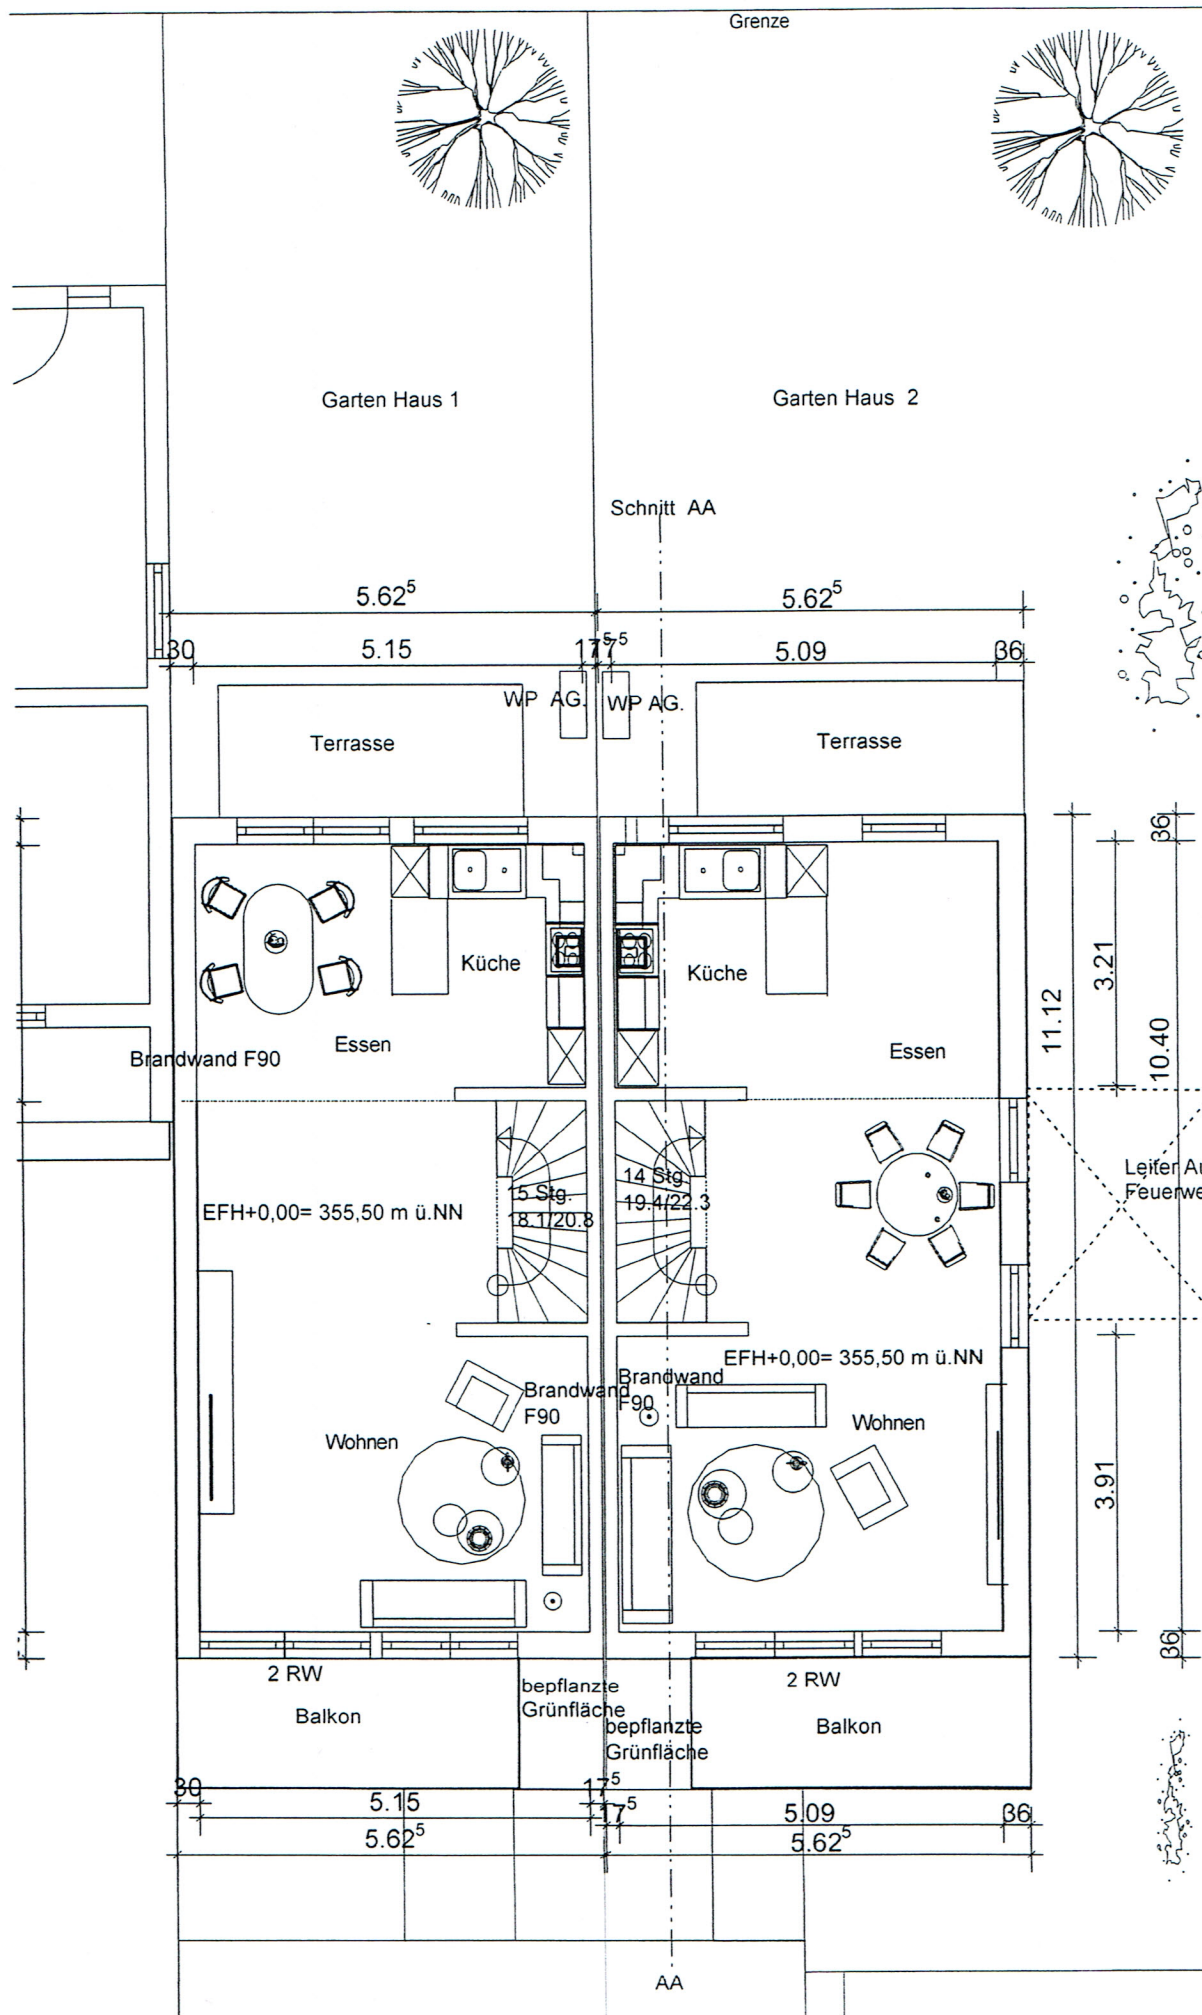 Grenze
Garten Haus 1
Garten Haus 2
Schnitt AA
5.62⁵
5.62⁵
30
5.15
17⁵
17⁵
5.09
36
WP AG.
WP AG.
Terrasse
Terrasse
36
Küche
Küche
3.21
11.12
10.40
Essen
Essen
Brandwand F90
15 Stg.
18.1/20.8
14 Stg.
19.4/22.3
Leiter Au
Feuerwe
EFH+0,00= 355,50 m ü.NN
EFH+0,00= 355,50 m ü.NN
Brandwand
F90
Brandwand
F90
Wohnen
Wohnen
3.91
36
2 RW
2 RW
bepflanzte
Grünfläche
bepflanzte
Grünfläche
Balkon
Balkon
30
5.15
17⁵
17⁵
5.09
36
5.62⁵
5.62⁵
AA